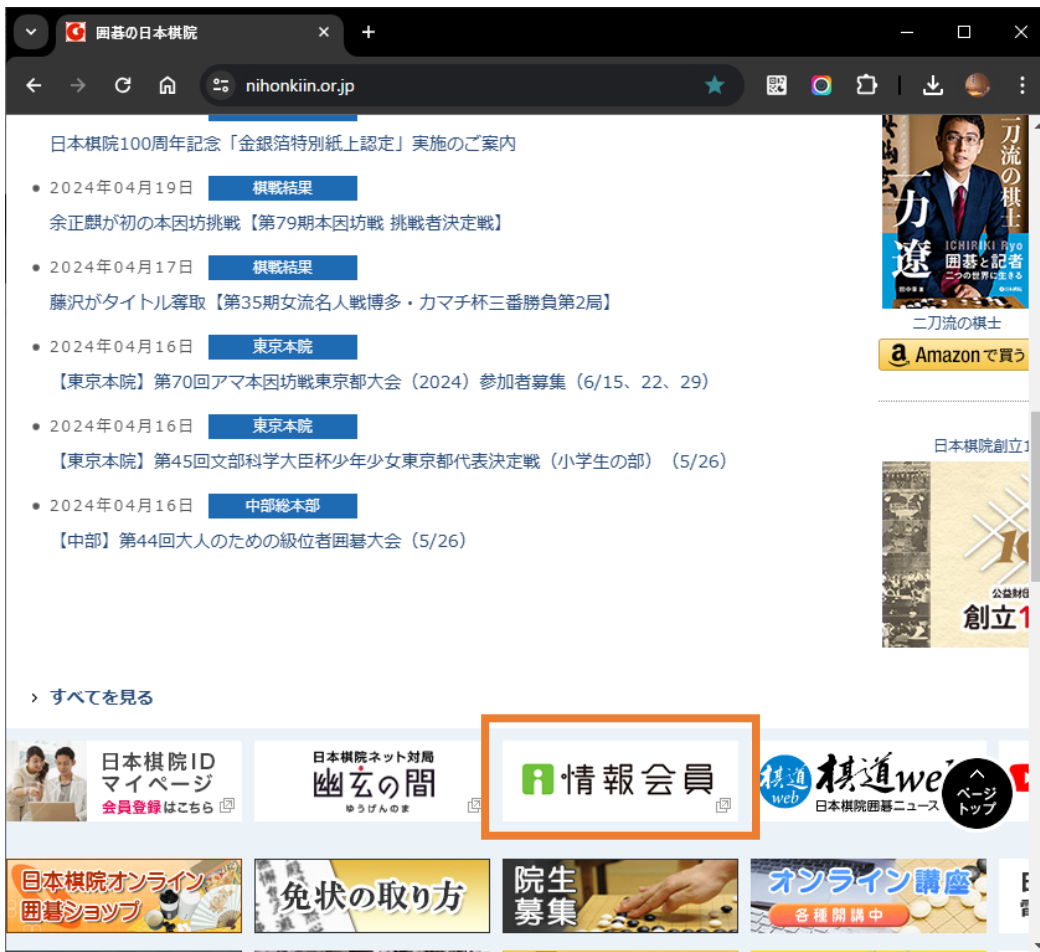 囲碁の日本棋院
nihonkiin.or.jp
日本棋院100周年記念「金銀箔特別紙上認定」実施のご案内
2024年04月19日 棋戦結果
余正麒が初の本因坊挑戦【第79期本因坊戦 挑戦者決定戦】
2024年04月17日 棋戦結果
藤沢がタイトル奪取【第35期女流名人戦博多・カマチ杯三番勝負第2局】
2024年04月16日 東京本院
【東京本院】第70回アマ本因坊戦東京都大会（2024）参加者募集（6/15、22、29）
2024年04月16日 東京本院
【東京本院】第45回文部科学大臣杯少年少女東京都代表決定戦（小学生の部）（5/26）
2024年04月16日 中部総本部
【中部】第44回大人のための級位者囲碁大会（5/26）
二刀流の棋士
一力遼
ICHIRIKI Ryo
囲碁と記者
二つの世界に生きる
二刀流の棋士
Amazonで買う
日本棋院創立1
公益財団
創立1
すべてを見る
日本棋院ID
マイページ
会員登録はこちら
日本棋院ネット対局
幽玄の間
ゆうげんのま
情報会員
棋道
web
棋道we
日本棋院囲碁ニュース
ページ
トップ
日本棋院オンライン
囲碁ショップ
免状の取り方
院生
募集
オンライン講座
各種開講中